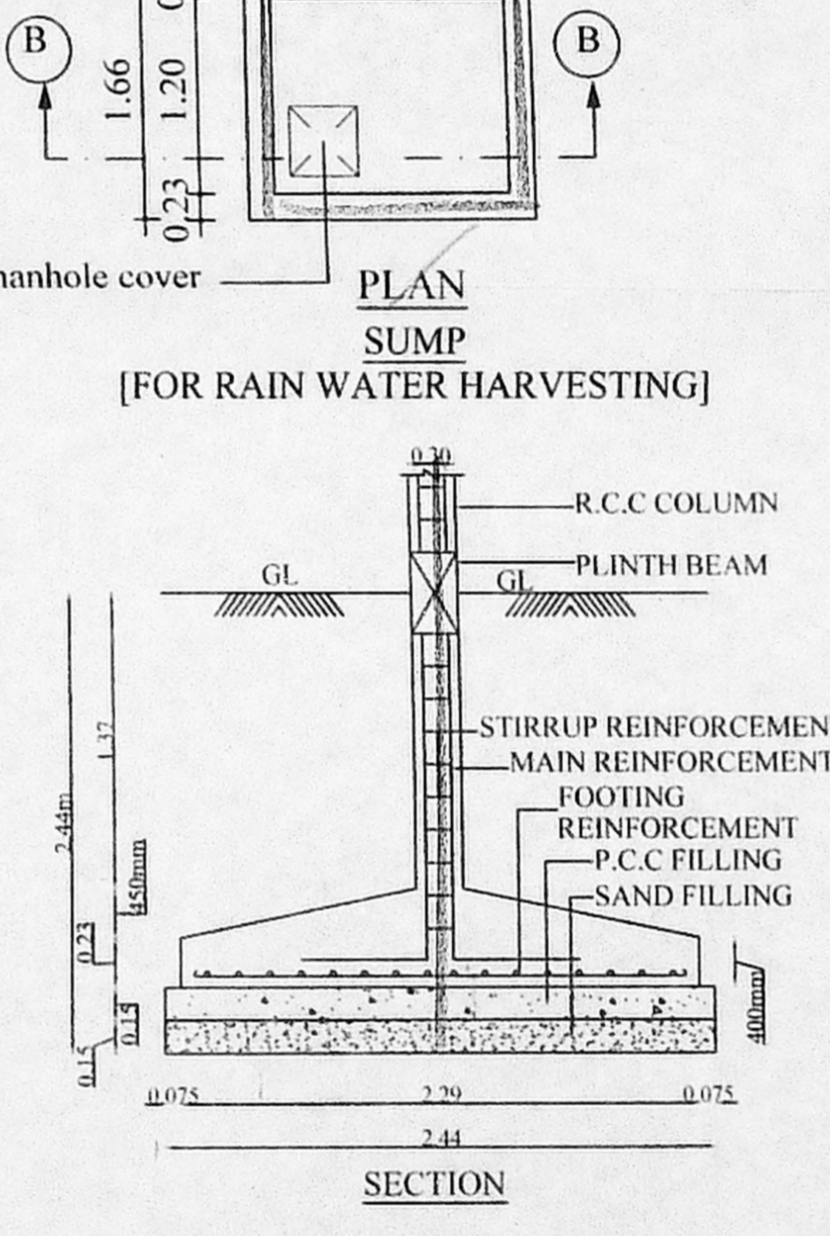 B
B
1.66
1.20
0.23
manhole cover
PLAN
SUMP
[FOR RAIN WATER HARVESTING]
0.30
R.C.C COLUMN
PLINTH BEAM
GL
GL
STIRRUP REINFORCEMEN
MAIN REINFORCEMENT
FOOTING
REINFORCEMENT
P.C.C FILLING
SAND FILLING
2.44m
1.37
450mm
0.23
0.15
0.15
400mm
0.075
2.29
0.075
2.44
SECTION